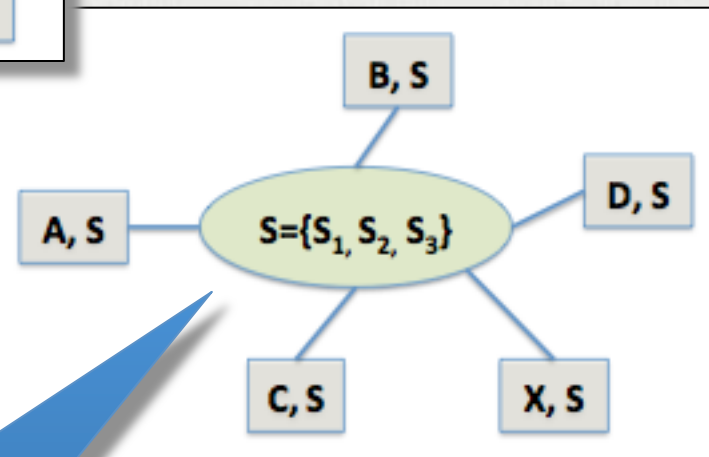 B, S
D, S
A, S
S={S₁, S₂, S₃}
C, S
X, S